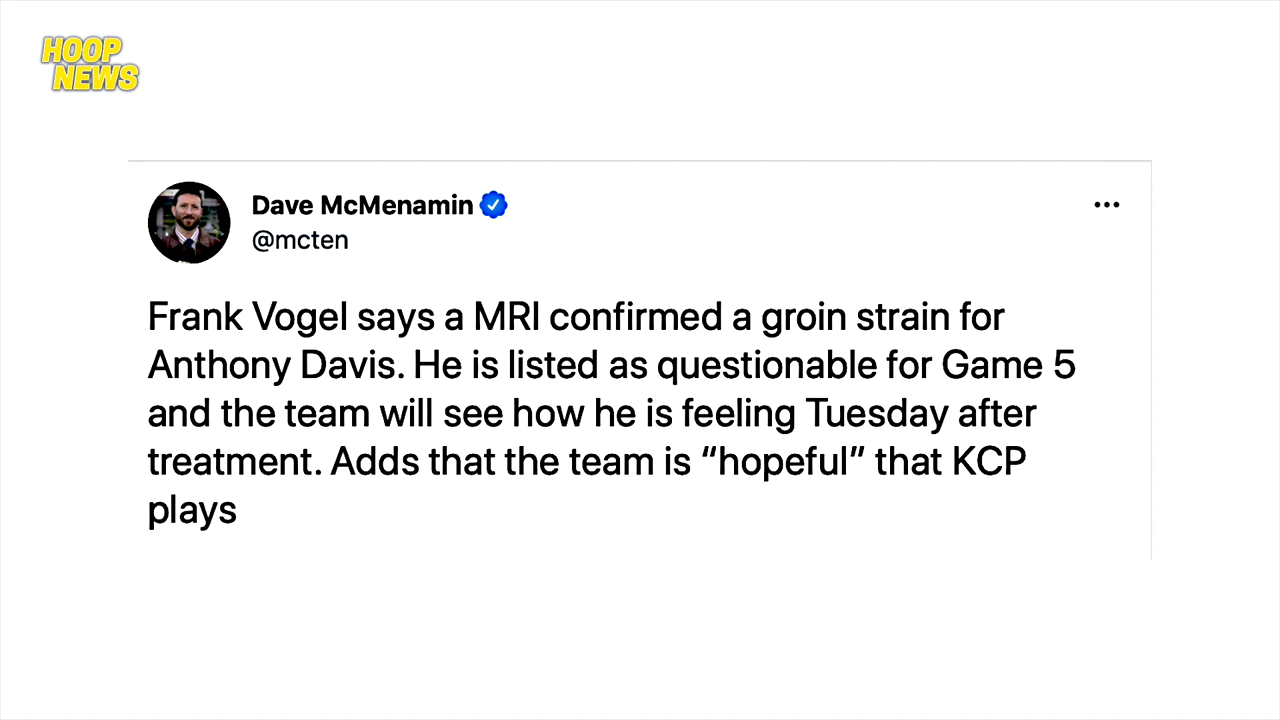 HOOP
NEWS
Dave McMenamin
@mcten
Frank Vogel says a MRI confirmed a groin strain for
Anthony Davis. He is listed as questionable for Game 5
and the team will see how he is feeling Tuesday after
treatment. Adds that the team is “hopeful” that KCP
plays